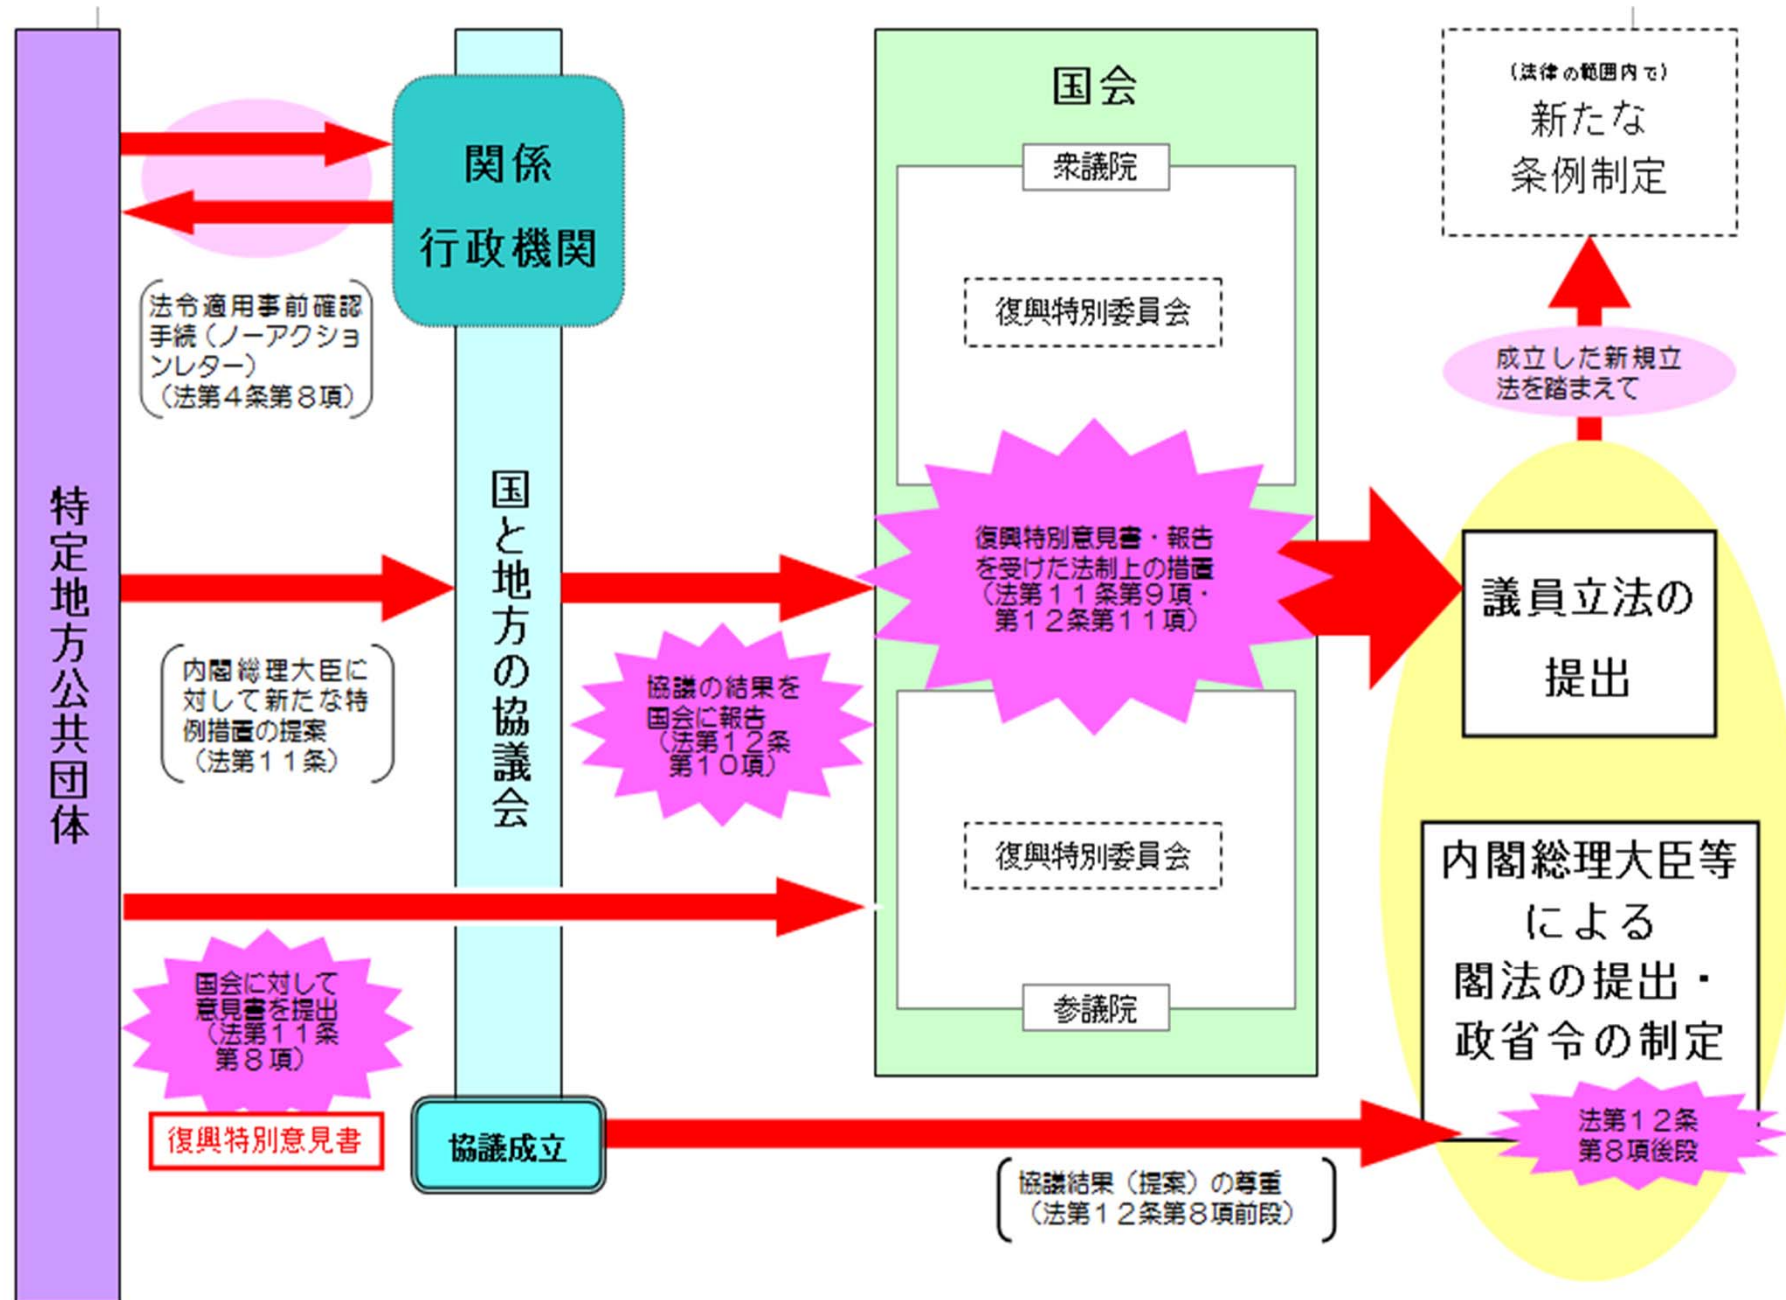 特定地方公共団体
関係
行政機関
法令適用事前確認
手続（ノーアクショ
ンレター）
（法第４条第８項）
国と地方の協議会
内閣総理大臣に
対して新たな特
例措置の提案
（法第１１条）
協議の結果を
国会に報告
（法第１２条
第１０項）
国会に対して
意見書を提出
（法第１１条
第８項）
復興特別意見書
協議成立
国会
衆議院
復興特別委員会
復興特別意見書・報告
を受けた法制上の措置
（法第１１条第９項・
第１２条第１１項）
復興特別委員会
参議院
協議結果（提案）の尊重
（法第１２条第８項前段）
（法律の範囲内で）
新たな
条例制定
成立した新規立
法を踏まえて
議員立法の
提出
内閣総理大臣等
による
閣法の提出・
政省令の制定
法第１２条
第８項後段